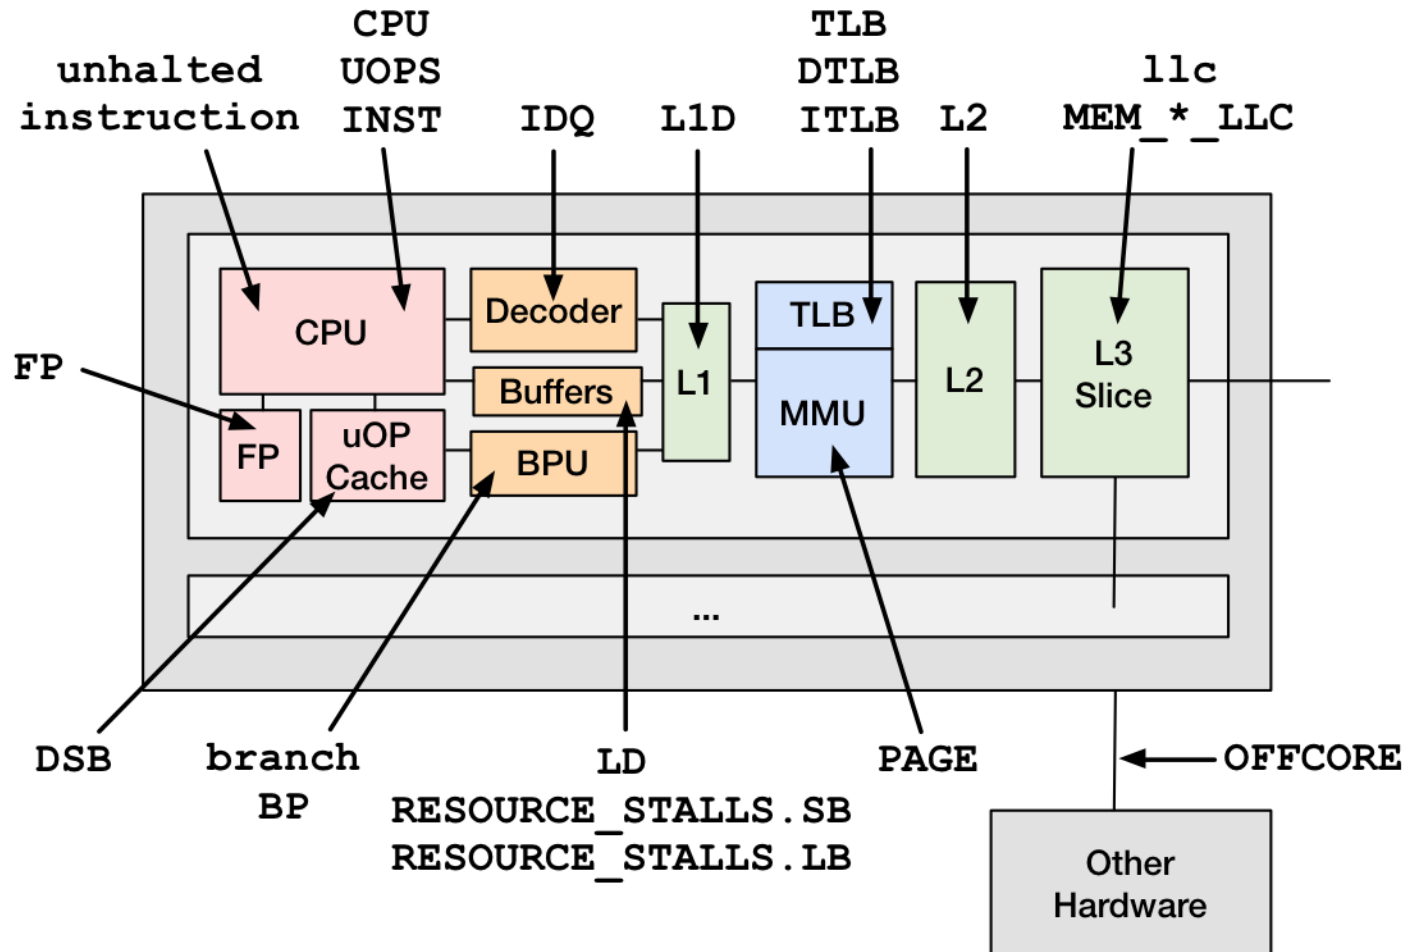 CPU
UOPS
INST
unhalted
instruction
IDQ
L1D
TLB
DTLB
ITLB
L2
llc
MEM_*_LLC
CPU
Decoder
Buffers
BPU
L1
TLB
MMU
L2
L3
Slice
FP
FP
uOP
Cache
...
DSB
branch
BP
LD
RESOURCE_STALLS.SB
RESOURCE_STALLS.LB
PAGE
OFFCORE
Other
Hardware